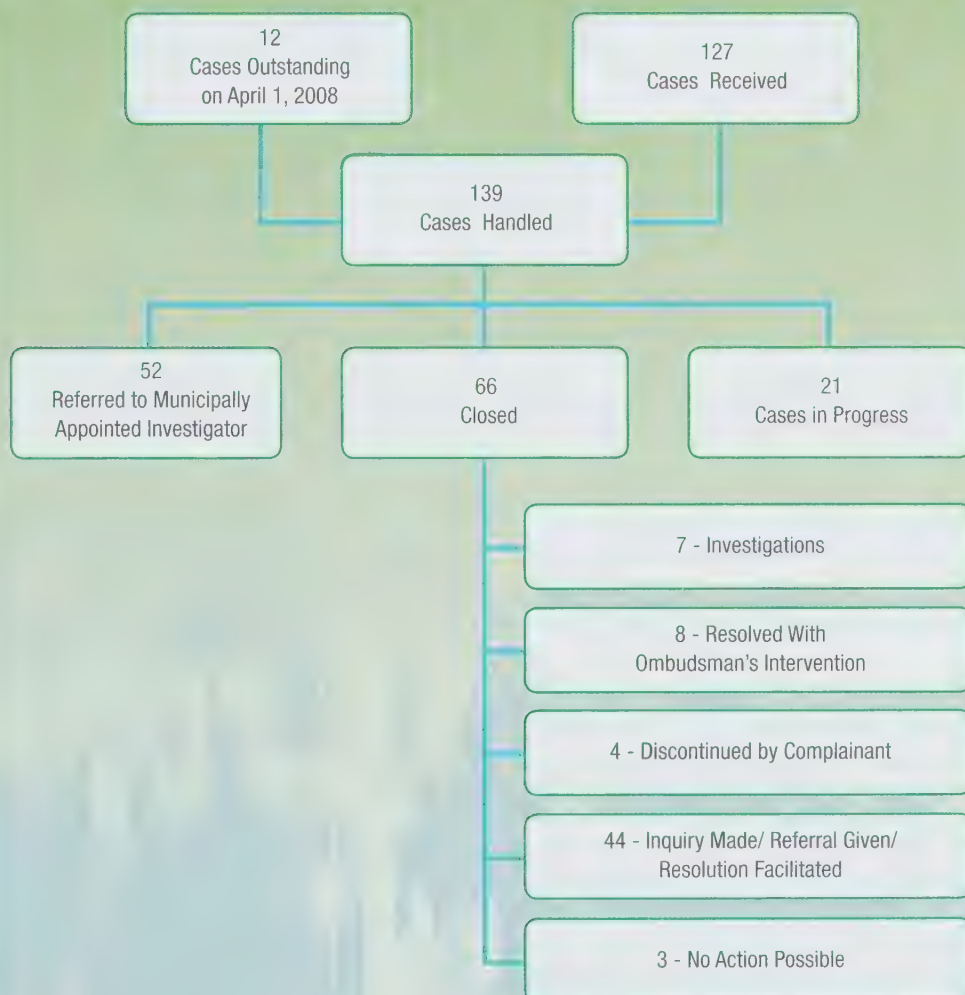 12
Cases Outstanding
on April 1, 2008
127
Cases Received
139
Cases Handled
52
Referred to Municipally
Appointed Investigator
66
Closed
21
Cases in Progress
7 - Investigations
8 - Resolved With
Ombudsman's Intervention
4 - Discontinued by Complainant
44 - Inquiry Made/ Referral Given/
Resolution Facilitated
3 - No Action Possible